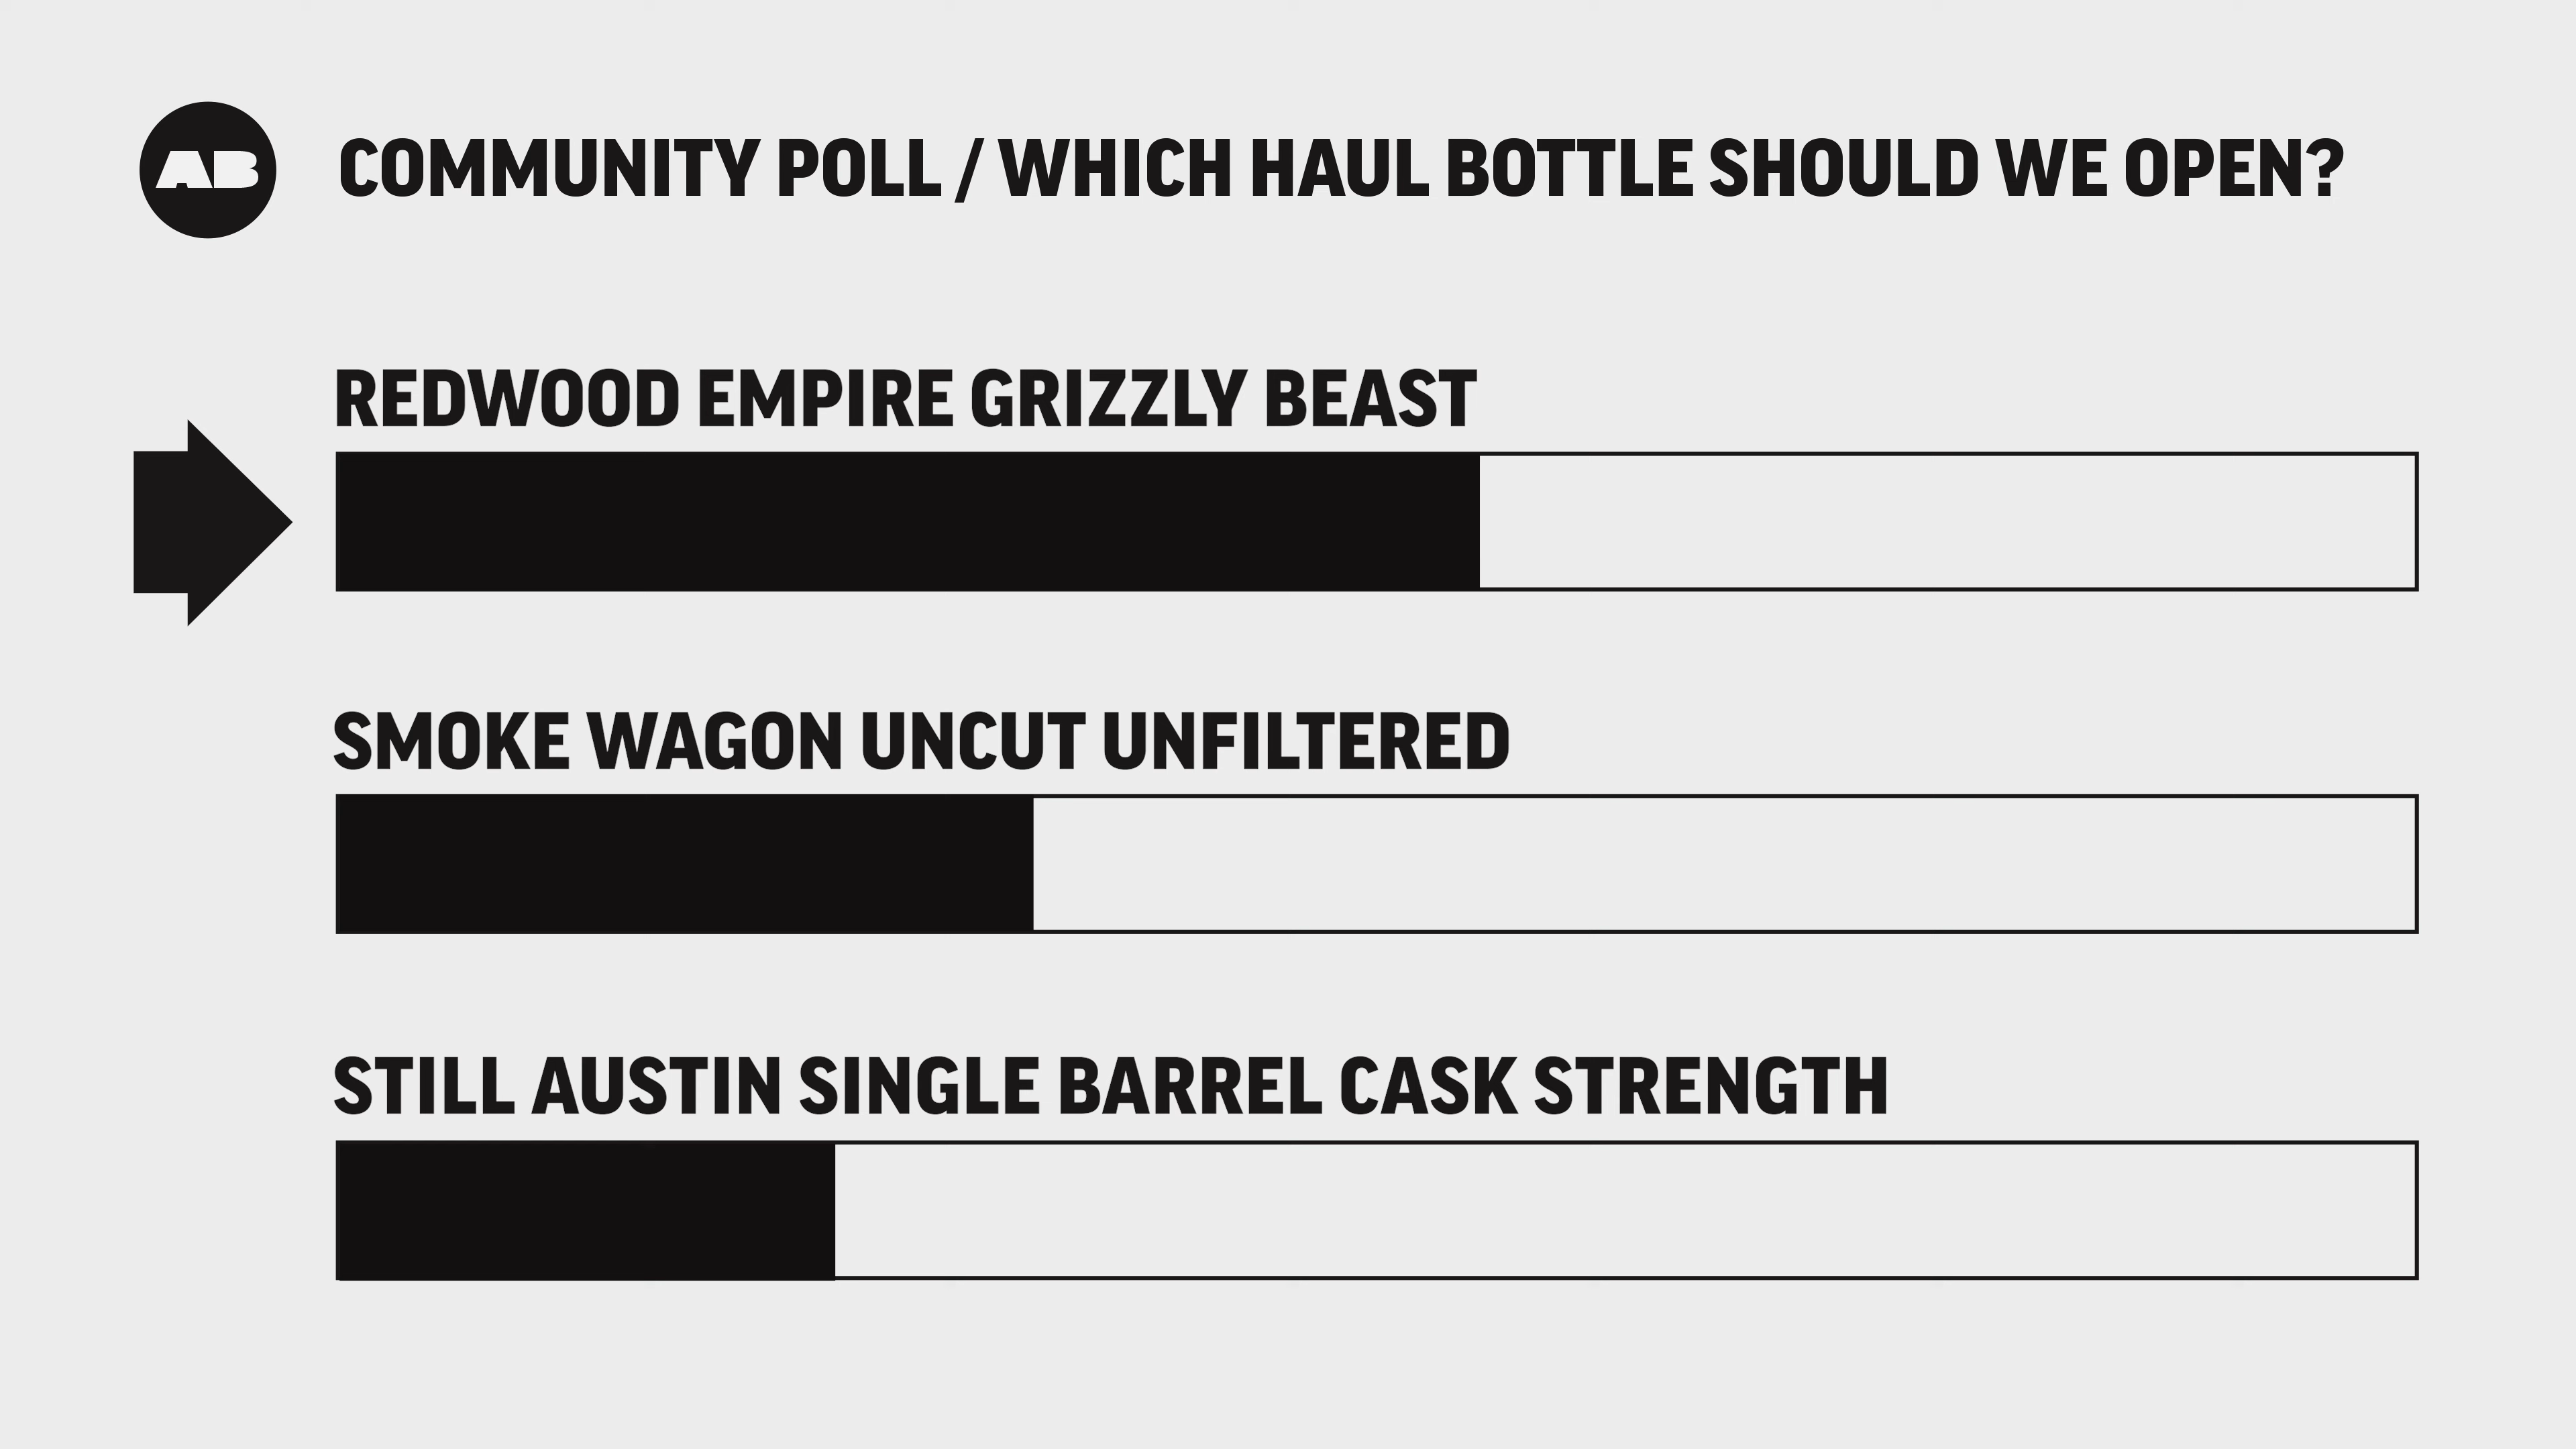 AB
COMMUNITY POLL / WHICH HAUL BOTTLE SHOULD WE OPEN?
REDWOOD EMPIRE GRIZZLY BEAST
SMOKE WAGON UNCUT UNFILTERED
STILL AUSTIN SINGLE BARREL CASK STRENGTH